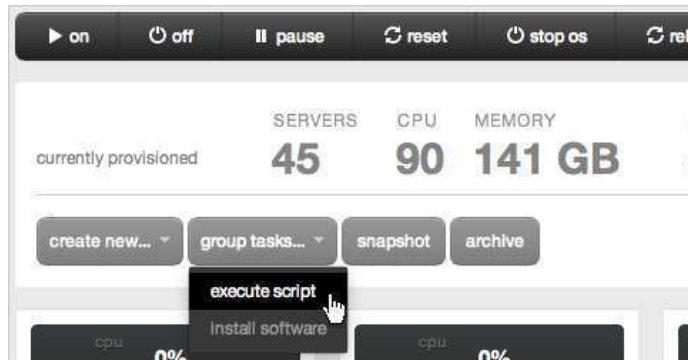 on off pause reset stop os
SERVERS CPU MEMORY
currently provisioned 45 90 141 GB
create new... group tasks... snapshot archive
execute script
install software
cpu cpu
0% 0%